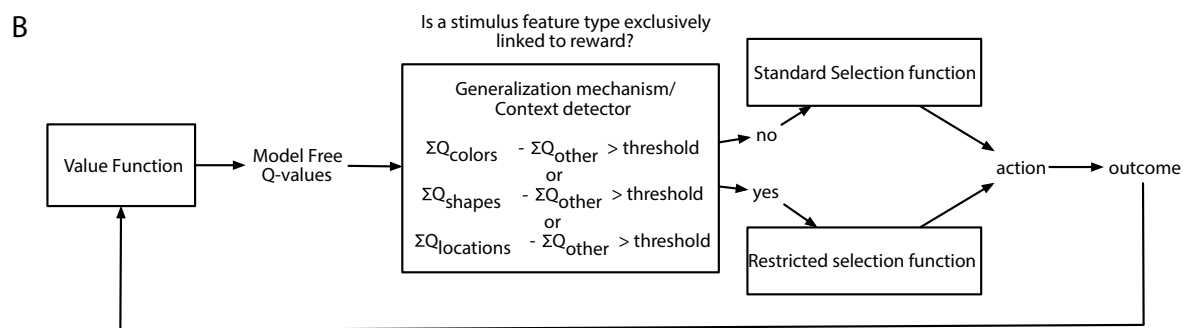 B
Is a stimulus feature type exclusively
linked to reward?
Value Function
Model Free
Q-values
Generalization mechanism/
Context detector
ΣQcolors - ΣQother > threshold
or
ΣQshapes - ΣQother > threshold
or
ΣQlocations - ΣQother > threshold
no
yes
Standard Selection function
Restricted selection function
action
outcome